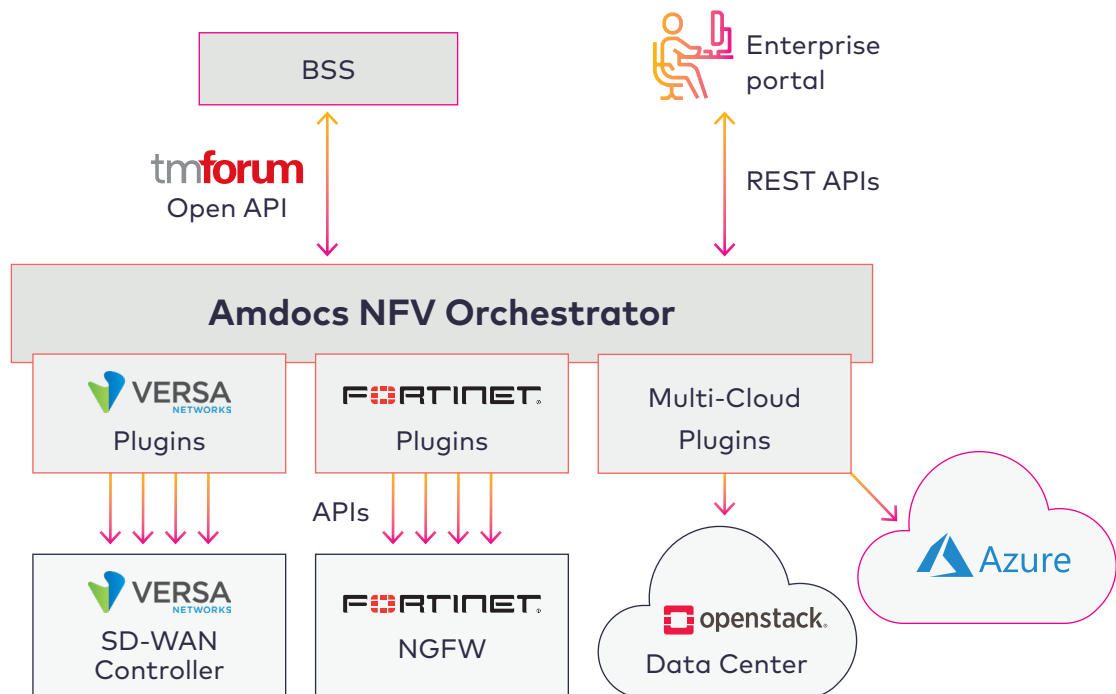 BSS
Enterprise
portal
tmforum
Open API
REST APIs
Amdocs NFV Orchestrator
VERSA
NETWORKS
Plugins
FORTINET®
Plugins
Multi-Cloud
Plugins
APIs
VERSA
NETWORKS
SD-WAN
Controller
FORTINET®
NGFW
openstack®
Data Center
Azure